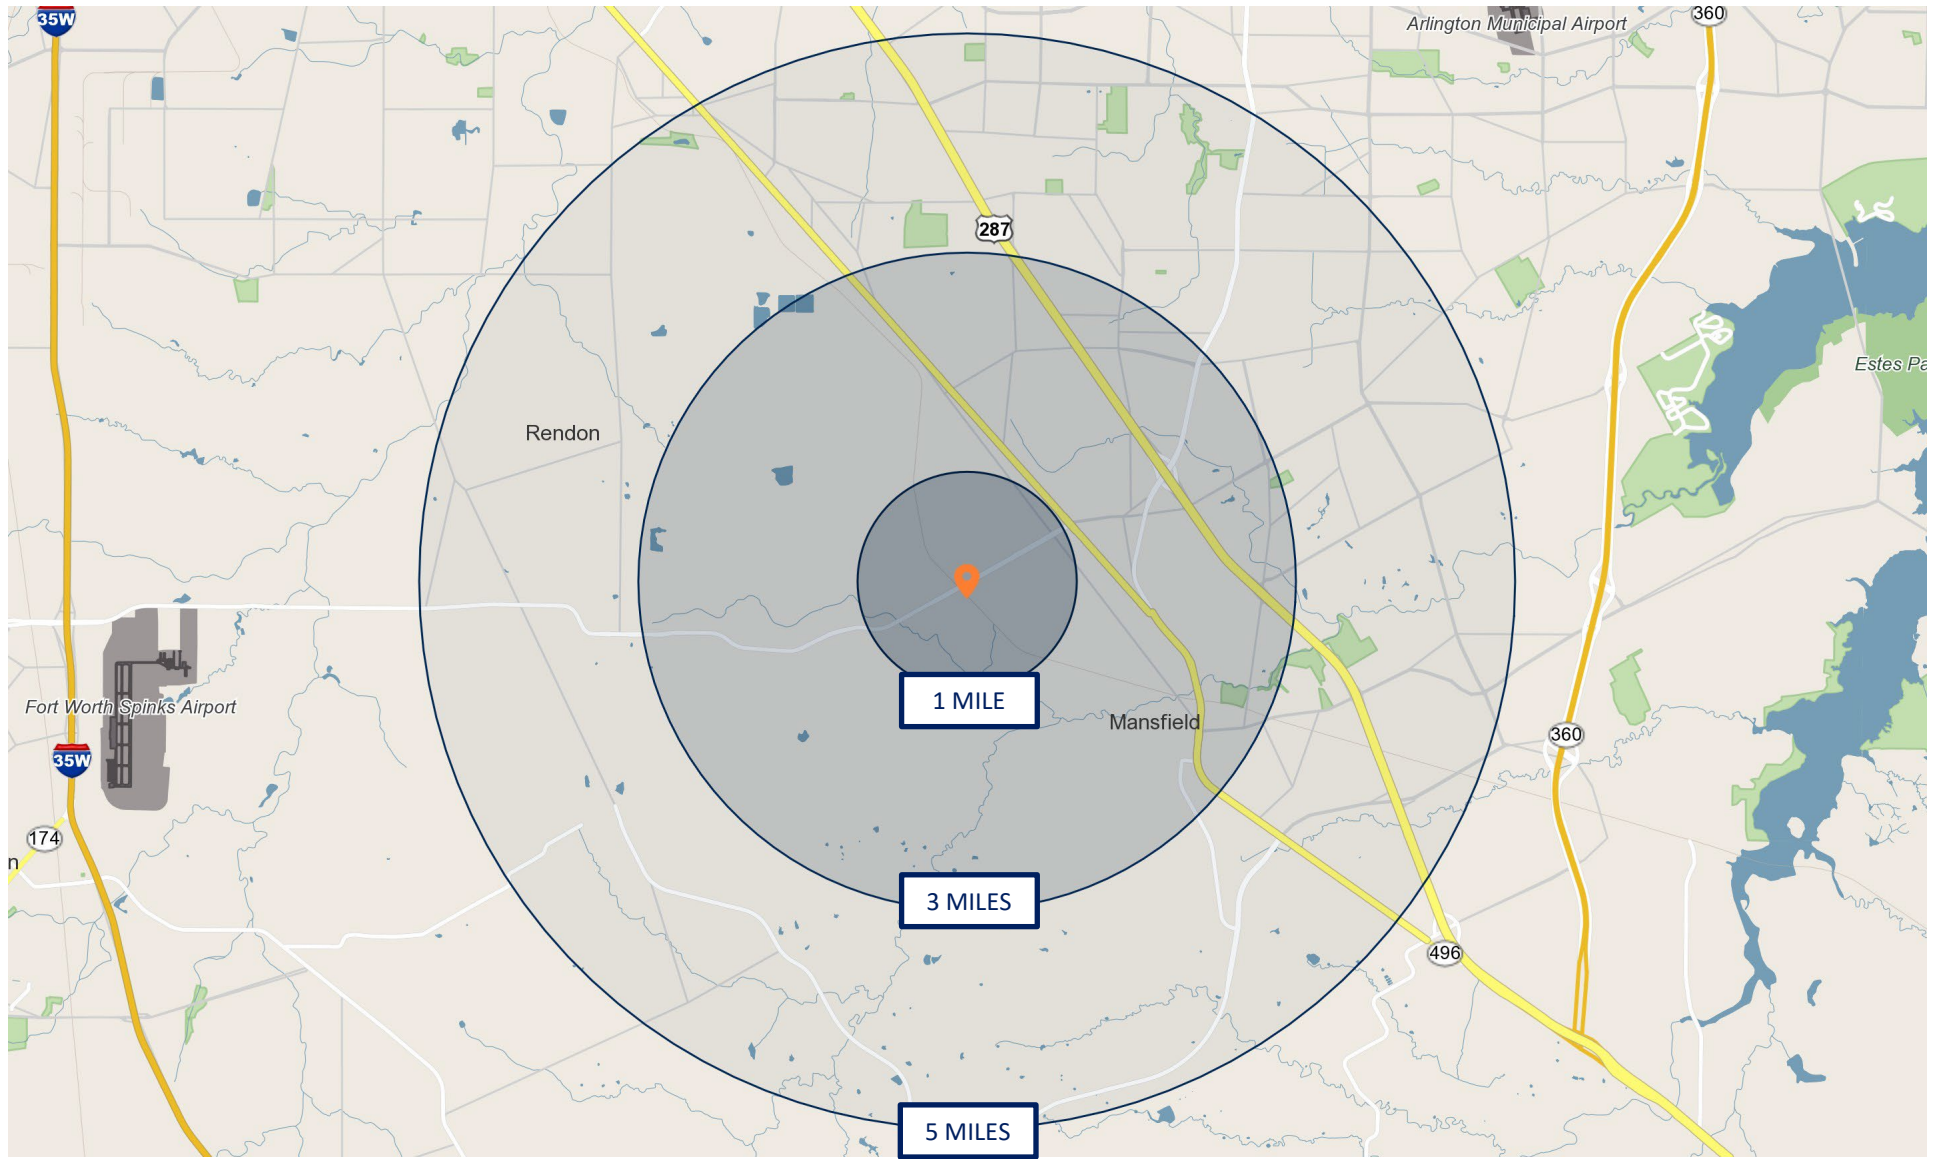 35W
Arlington Municipal Airport
360
287
Estes Pa
Rendon
1 MILE
Fort Worth Spinks Airport
Mansfield
360
35W
174
n
3 MILES
496
5 MILES